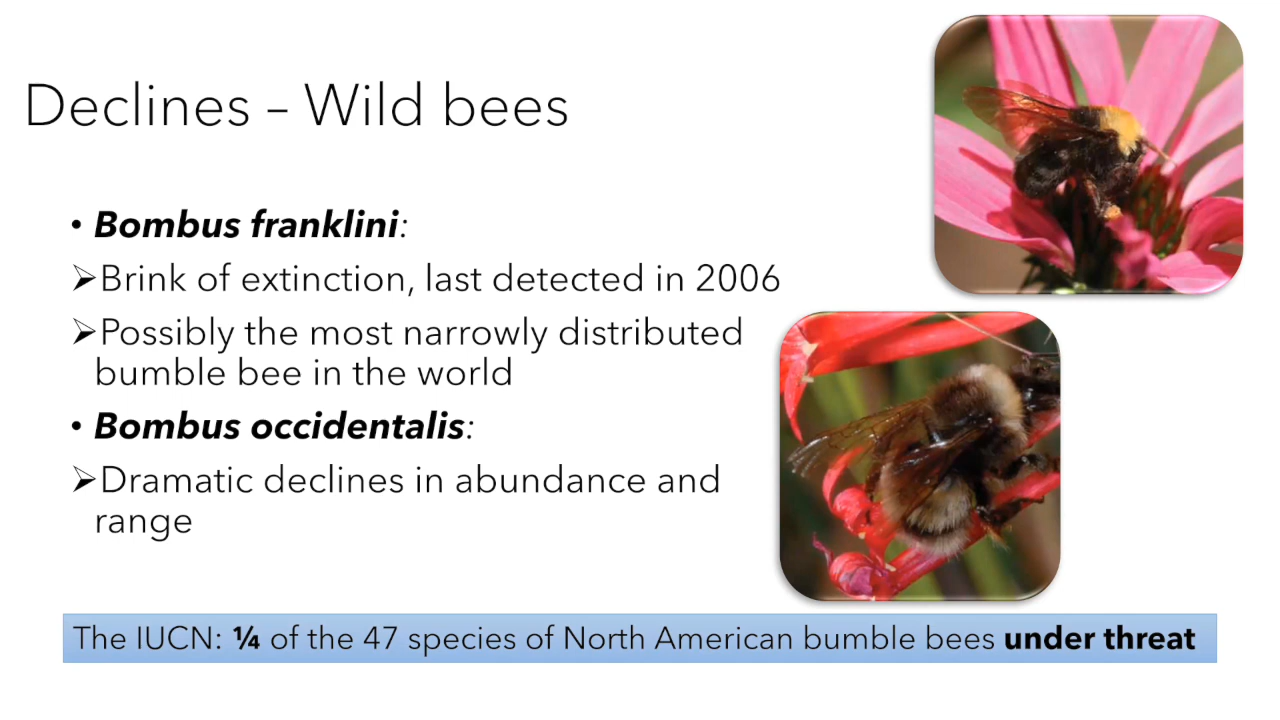 Declines – Wild bees
• Bombus franklini:
➢Brink of extinction, last detected in 2006
➢Possibly the most narrowly distributed
bumble bee in the world
• Bombus occidentalis:
➢Dramatic declines in abundance and
range
The IUCN: ¼ of the 47 species of North American bumble bees under threat